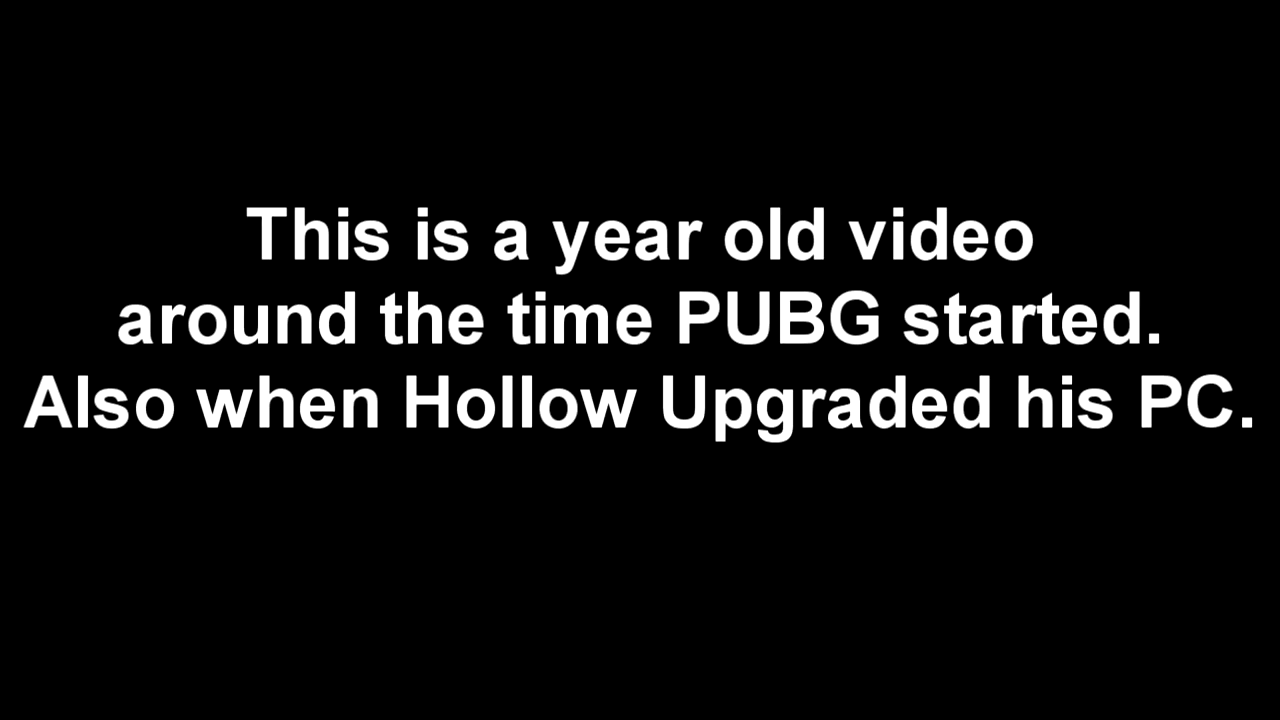 This is a year old video
around the time PUBG started.
Also when Hollow Upgraded his PC.